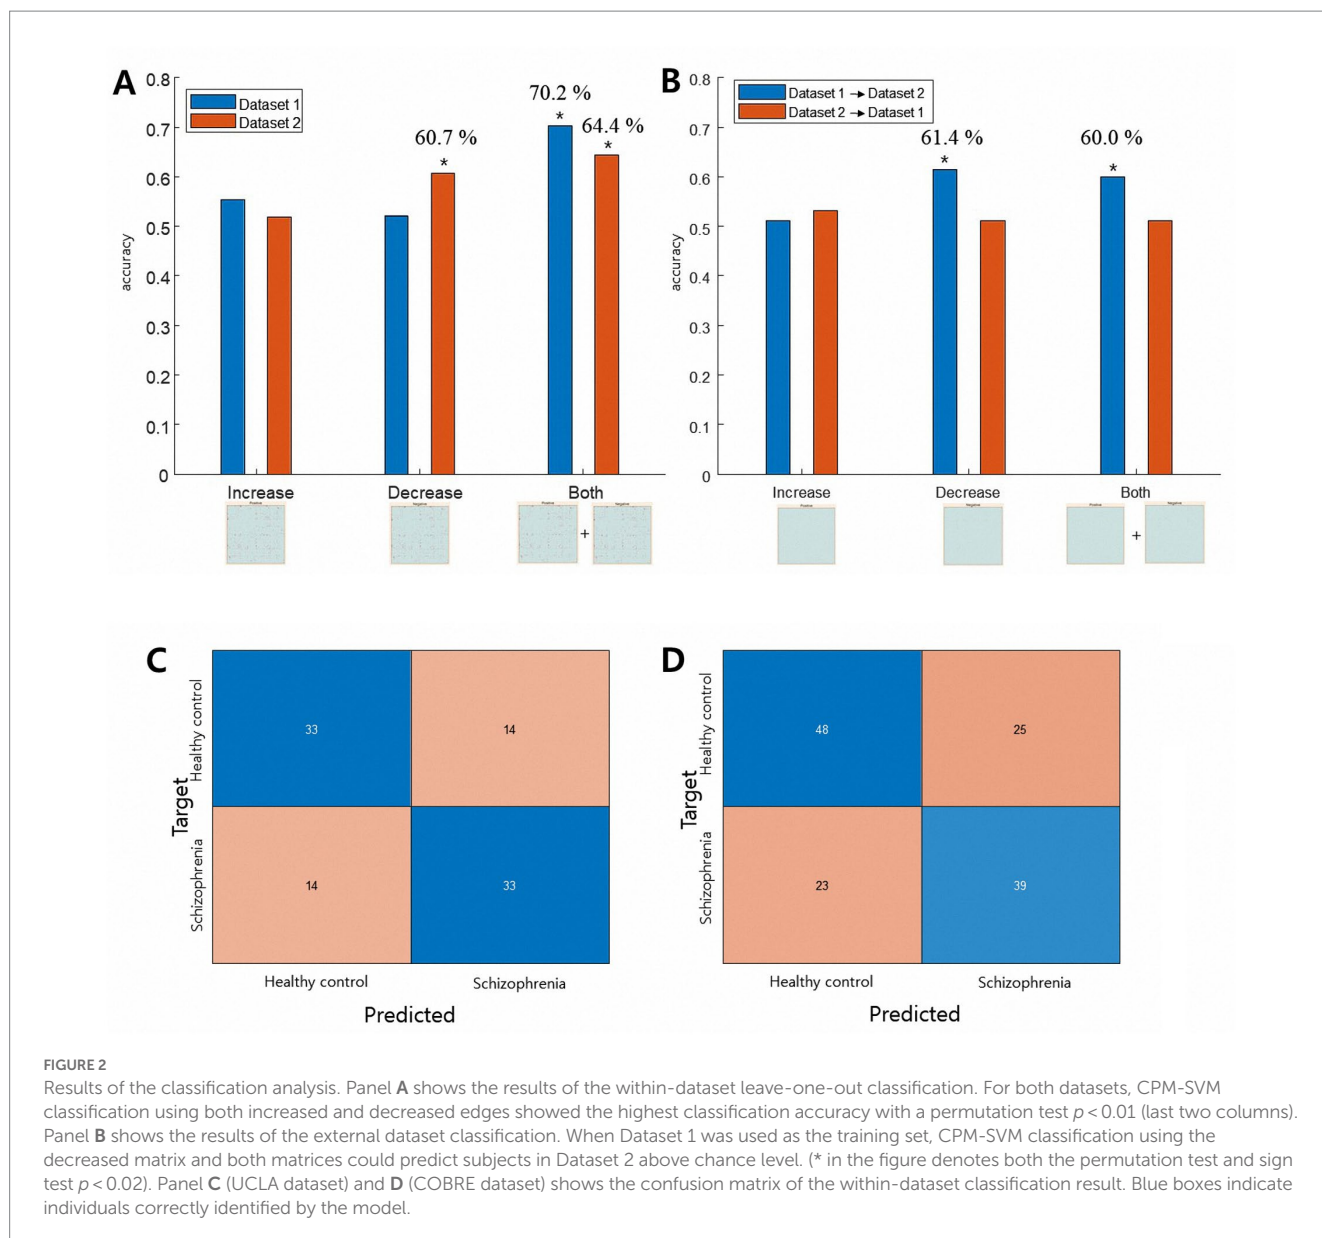 A
0.8
0.7
0.6
0.5
0.4
0.3
0.2
0.1
0
accuracy
Dataset 1
Dataset 2
60.7 %
*
70.2 %
*
64.4 %
*
Increase
Decrease
Both
Positive
Negative
Positive
Negative
+
B
0.8
0.7
0.6
0.5
0.4
0.3
0.2
0.1
0
accuracy
Dataset 1 → Dataset 2
Dataset 2 → Dataset 1
61.4 %
*
60.0 %
*
Increase
Decrease
Both
Positive
Negative
Positive
Negative
+
C
Target
Healthy control
Schizophrenia
33
14
14
33
Healthy control
Schizophrenia
Predicted
D
Target
Healthy control
Schizophrenia
48
25
23
39
Healthy control
Schizophrenia
Predicted
FIGURE 2
Results of the classification analysis. Panel A shows the results of the within-dataset leave-one-out classification. For both datasets, CPM-SVM
classification using both increased and decreased edges showed the highest classification accuracy with a permutation test p < 0.01 (last two columns).
Panel B shows the results of the external dataset classification. When Dataset 1 was used as the training set, CPM-SVM classification using the
decreased matrix and both matrices could predict subjects in Dataset 2 above chance level. (* in the figure denotes both the permutation test and sign
test p < 0.02). Panel C (UCLA dataset) and D (COBRE dataset) shows the confusion matrix of the within-dataset classification result. Blue boxes indicate
individuals correctly identified by the model.